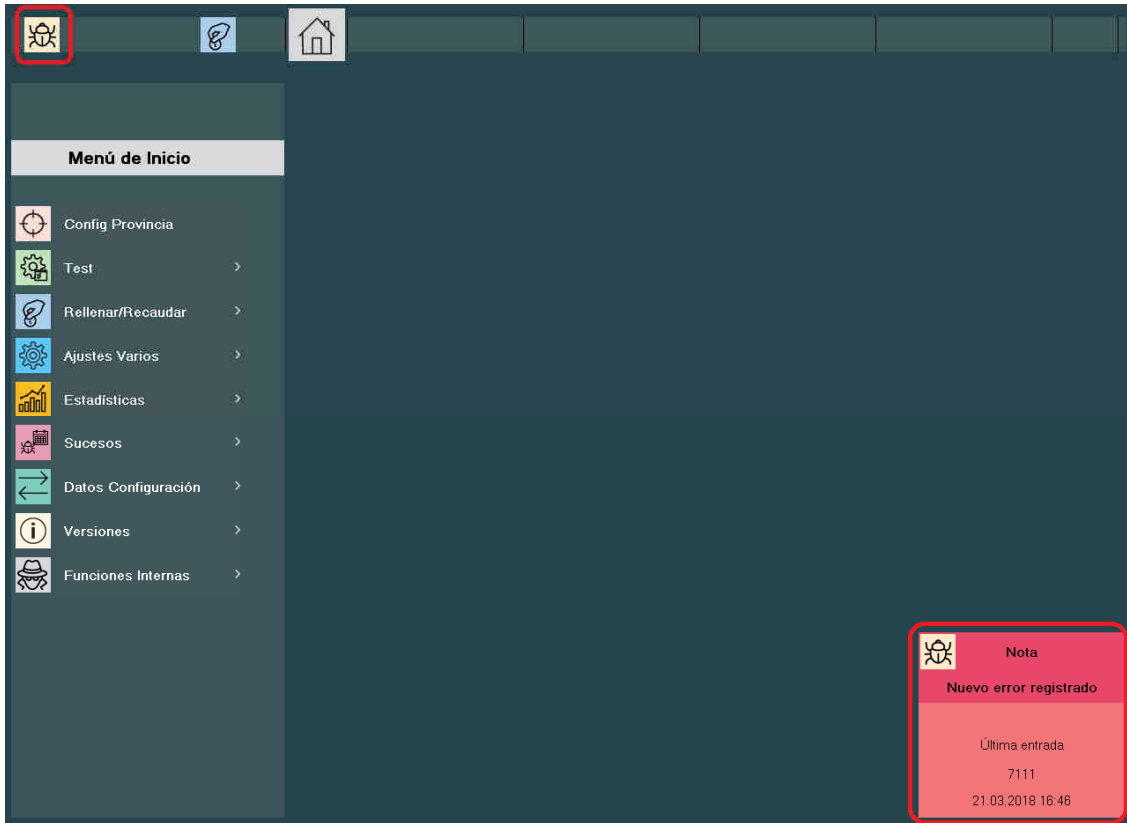 Menú de Inicio
Config Provincia
Test
Rellenar/Recaudar
Ajustes Varios
Estadísticas
Sucesos
Datos Configuración
Versiones
Funciones Internas
Nota
Nuevo error registrado
Última entrada
7111
21.03.2018 16:46